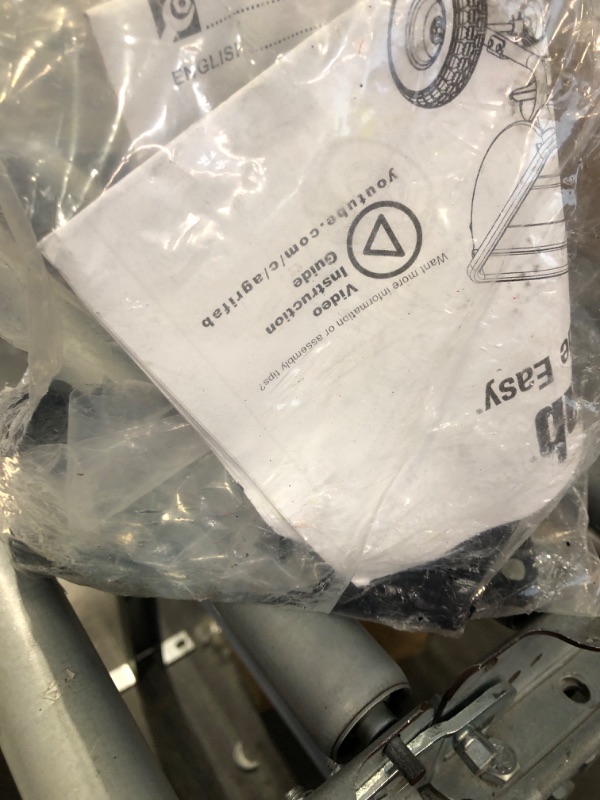 ENGLISH
Easy
Want more information or assembly tips?
Video
Instruction
Guide
youtube.com/c/agrifab